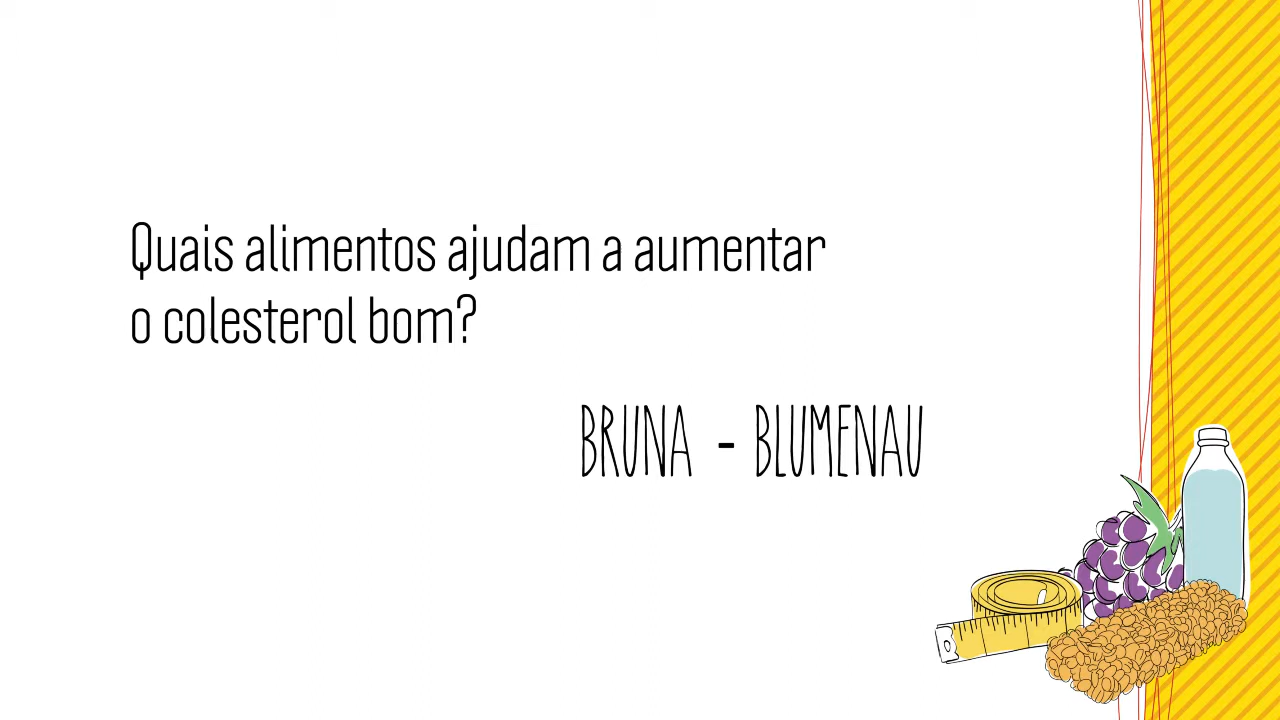 Quais alimentos ajudam a aumentar
o colesterol bom?
BRUNA - BLUMENAU